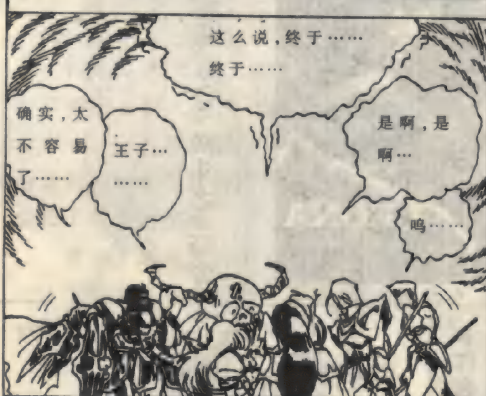 这么说,终于……
终于……
确实,太
不容易
了……
王子…
……
是啊,是
啊…
呜……